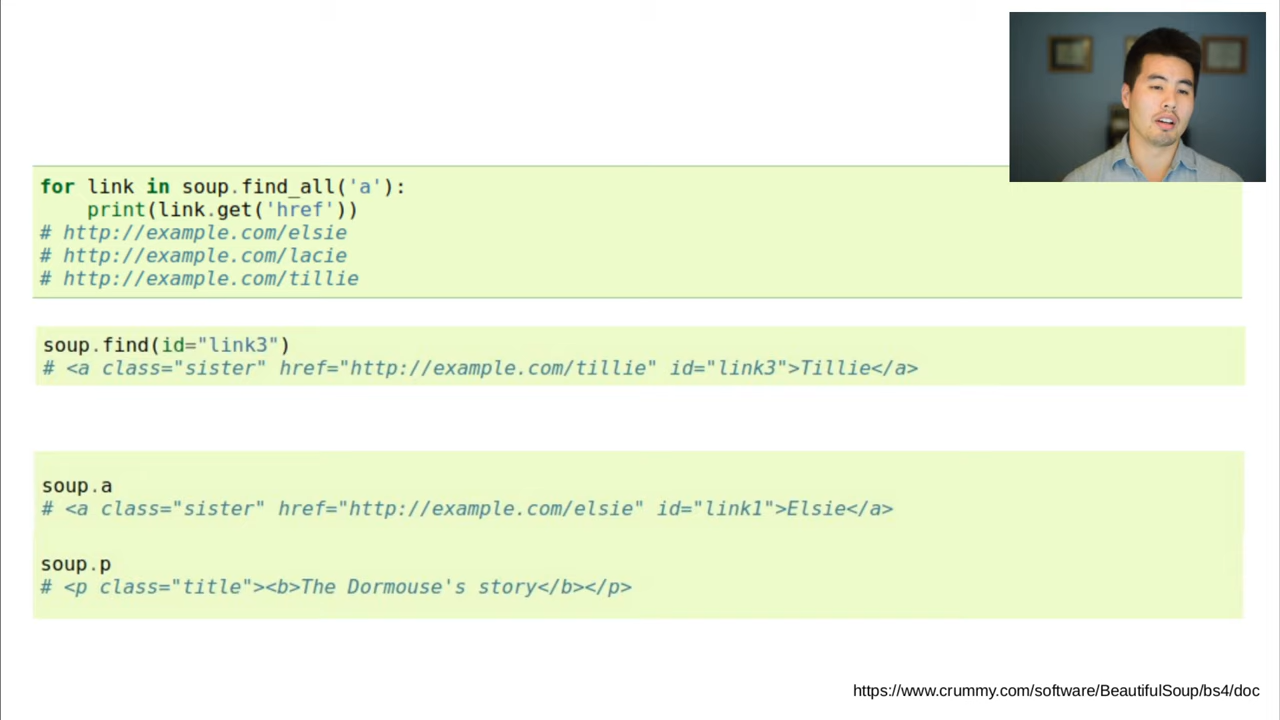 for link in soup.find_all('a'):
    print(link.get('href'))
# http://example.com/elsie
# http://example.com/lacie
# http://example.com/tillie
soup.find(id="link3")
# <a class="sister" href="http://example.com/tillie" id="link3">Tillie</a>
soup.a
# <a class="sister" href="http://example.com/elsie" id="link1">Elsie</a>
soup.p
# <p class="title"><b>The Dormouse's story</b></p>
https://www.crummy.com/software/BeautifulSoup/bs4/doc